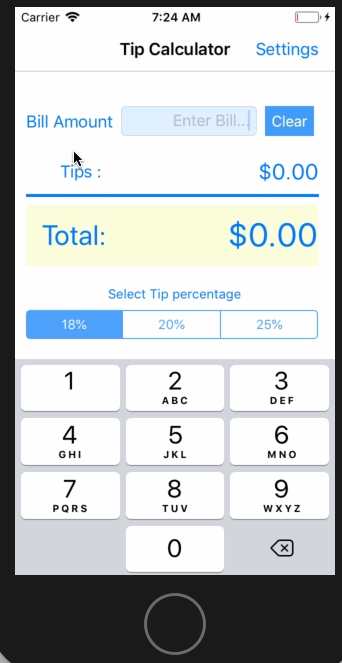 Carrier 7:24 AM
Tip Calculator Settings
Bill Amount Enter Bill... Clear
Tips : $0.00
Total: $0.00
Select Tip percentage
18% 20% 25%
1 2 3
ABC DEF
4 5 6
GHI JKL MNO
7 8 9
PQRS TUV WXYZ
0